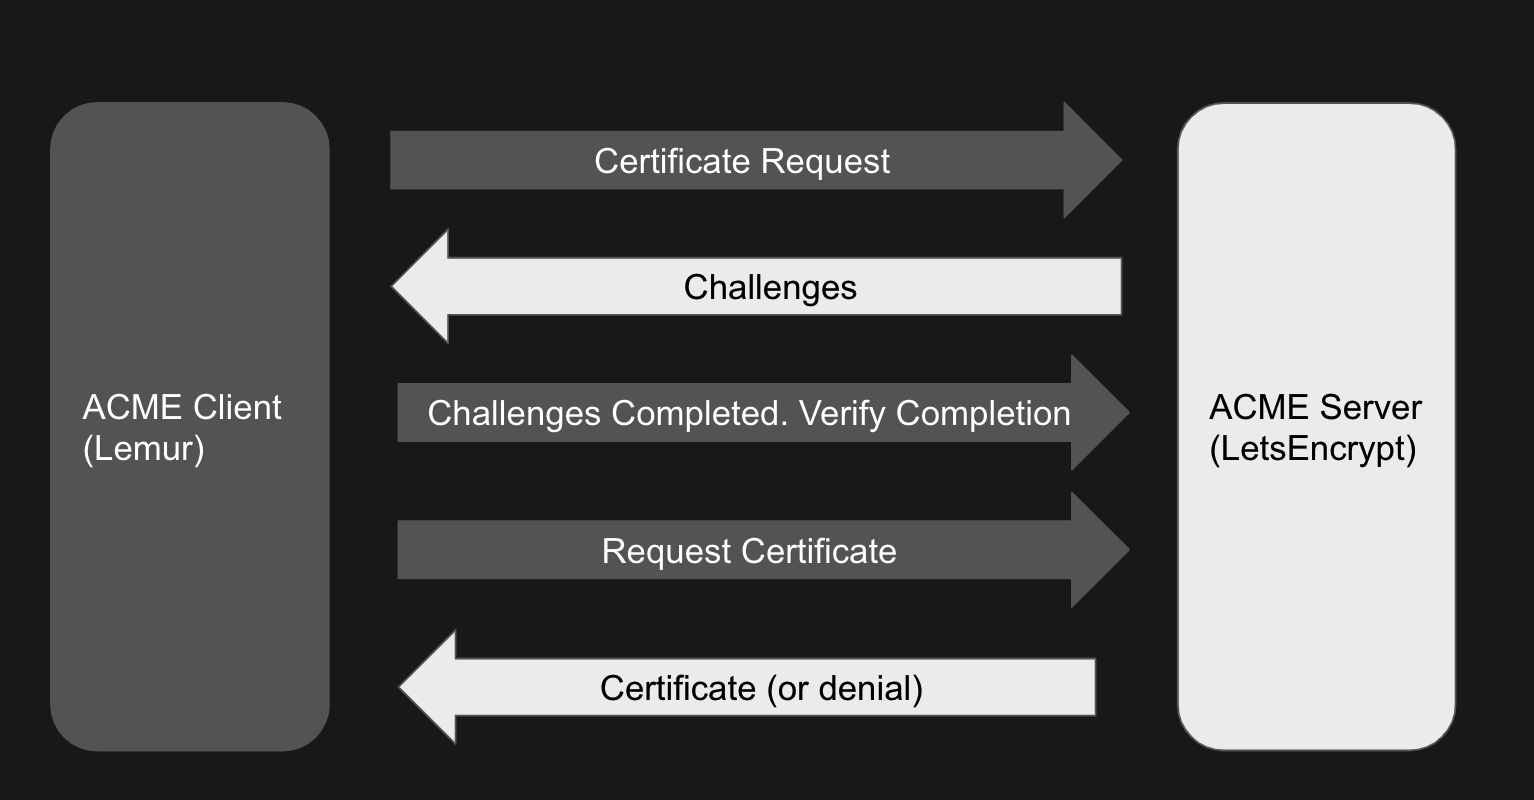 Certificate Request
Challenges
Challenges Completed. Verify Completion
Request Certificate
Certificate (or denial)
ACME Client
(Lemur)
ACME Server
(LetsEncrypt)